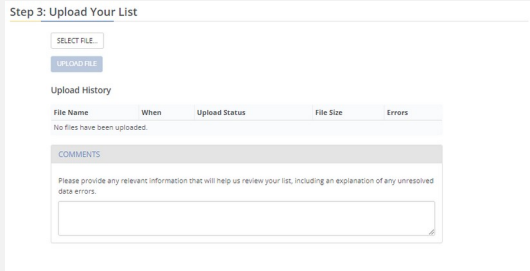 Step 3: Upload Your List
SELECT FILE...
UPLOAD FILE
Upload History
File Name When Upload Status File Size Errors
No files have been uploaded.
COMMENTS
Please provide any relevant information that will help us review your list, including an explanation of any unresolved
data errors.